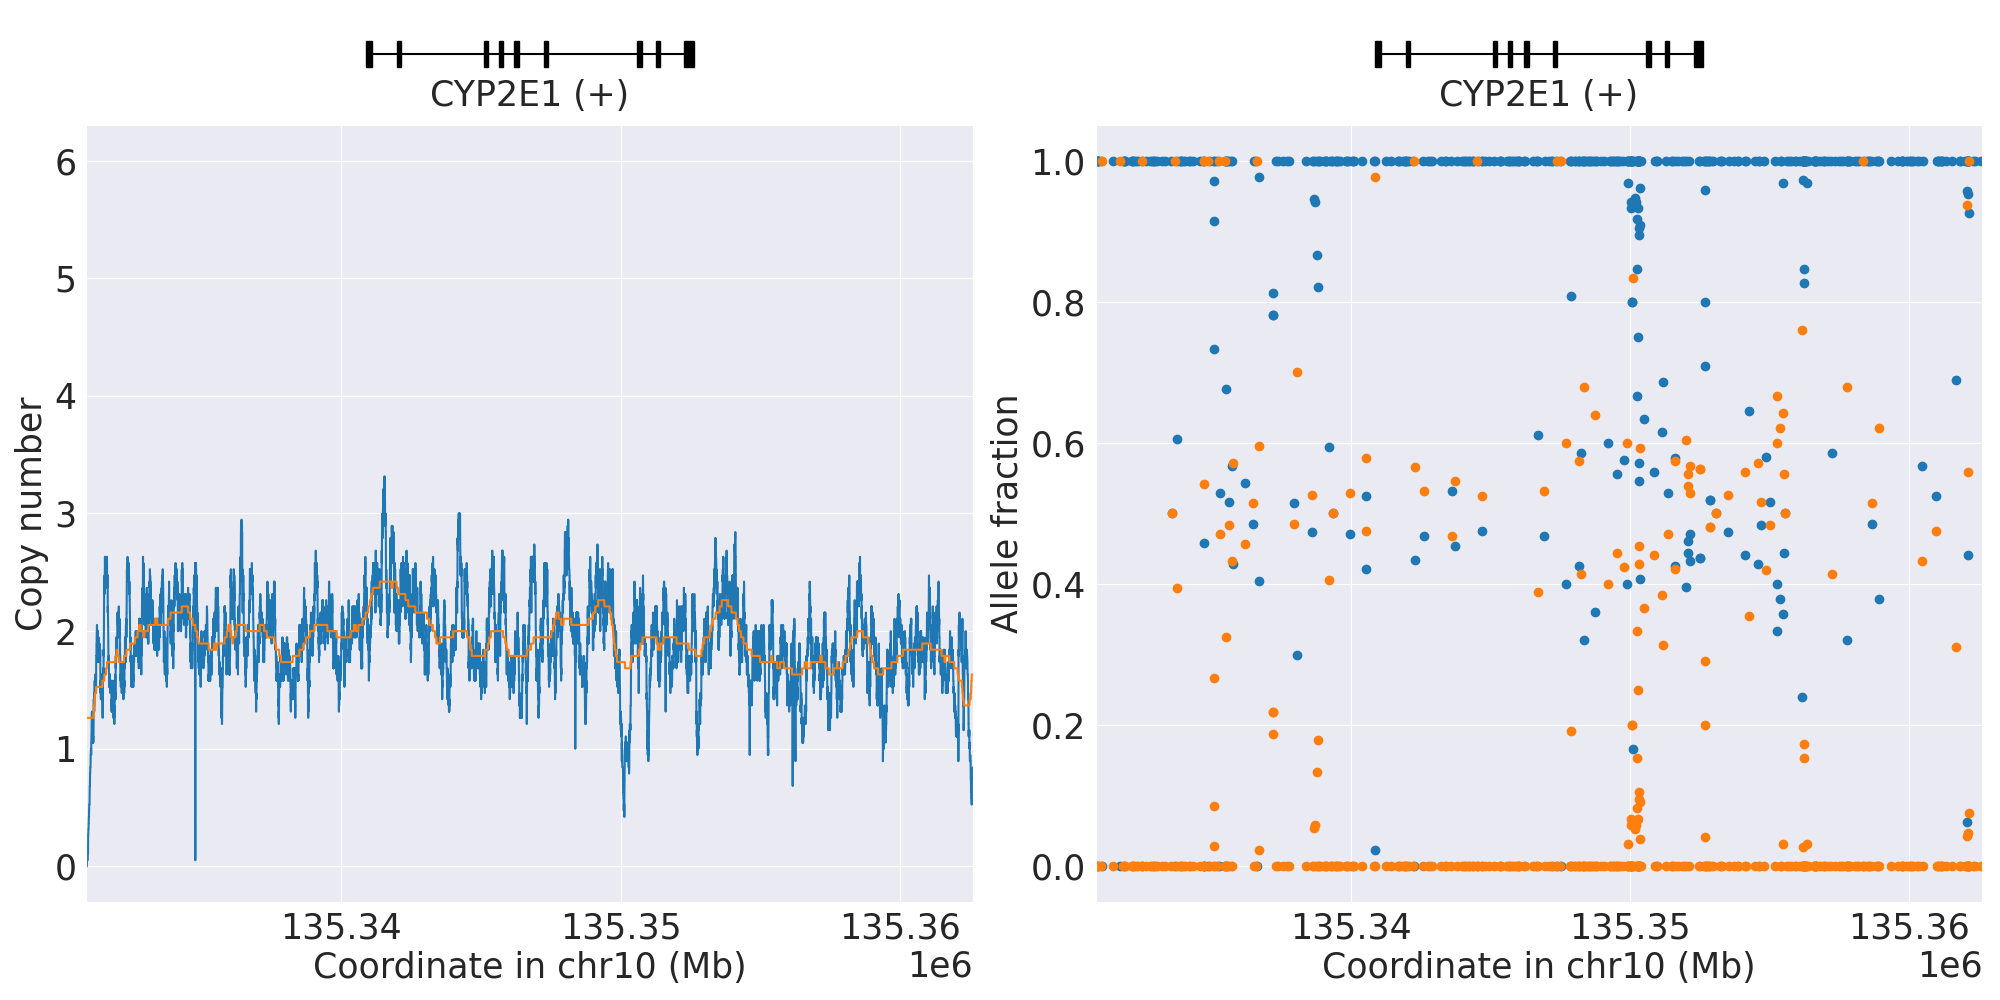 CYP2E1 (+)
6
5
4
3
2
1
0
Copy number
135.34 135.35 135.36
Coordinate in chr10 (Mb)
1e6
CYP2E1 (+)
1.0
0.8
0.6
0.4
0.2
0.0
Allele fraction
135.34 135.35 135.36
Coordinate in chr10 (Mb)
1e6